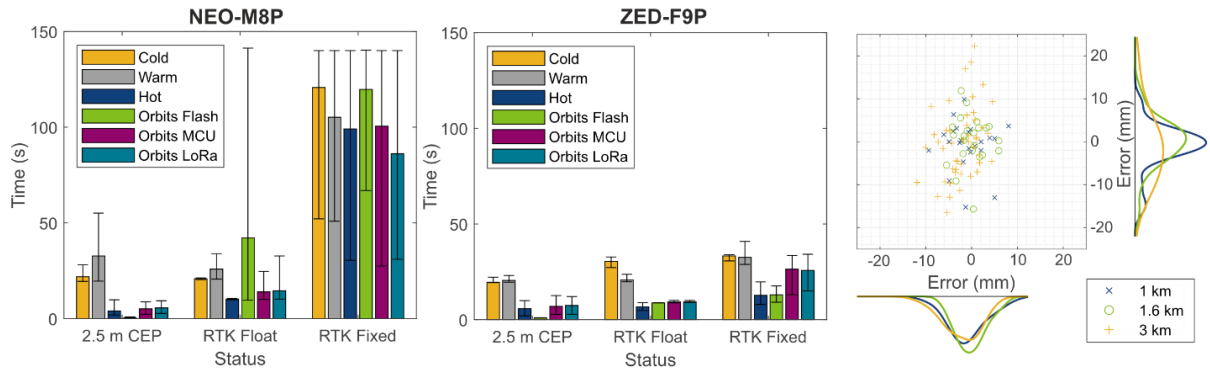 NEO-M8P
150
100
50
0
Time (s)
Cold
Warm
Hot
Orbits Flash
Orbits MCU
Orbits LoRa
2.5 m CEP
RTK Float
RTK Fixed
Status
ZED-F9P
150
100
50
0
Time (s)
Cold
Warm
Hot
Orbits Flash
Orbits MCU
Orbits LoRa
2.5 m CEP
RTK Float
RTK Fixed
Status
20
10
0
-10
-20
Error (mm)
-20
-10
0
10
20
Error (mm)
1 km
1.6 km
3 km